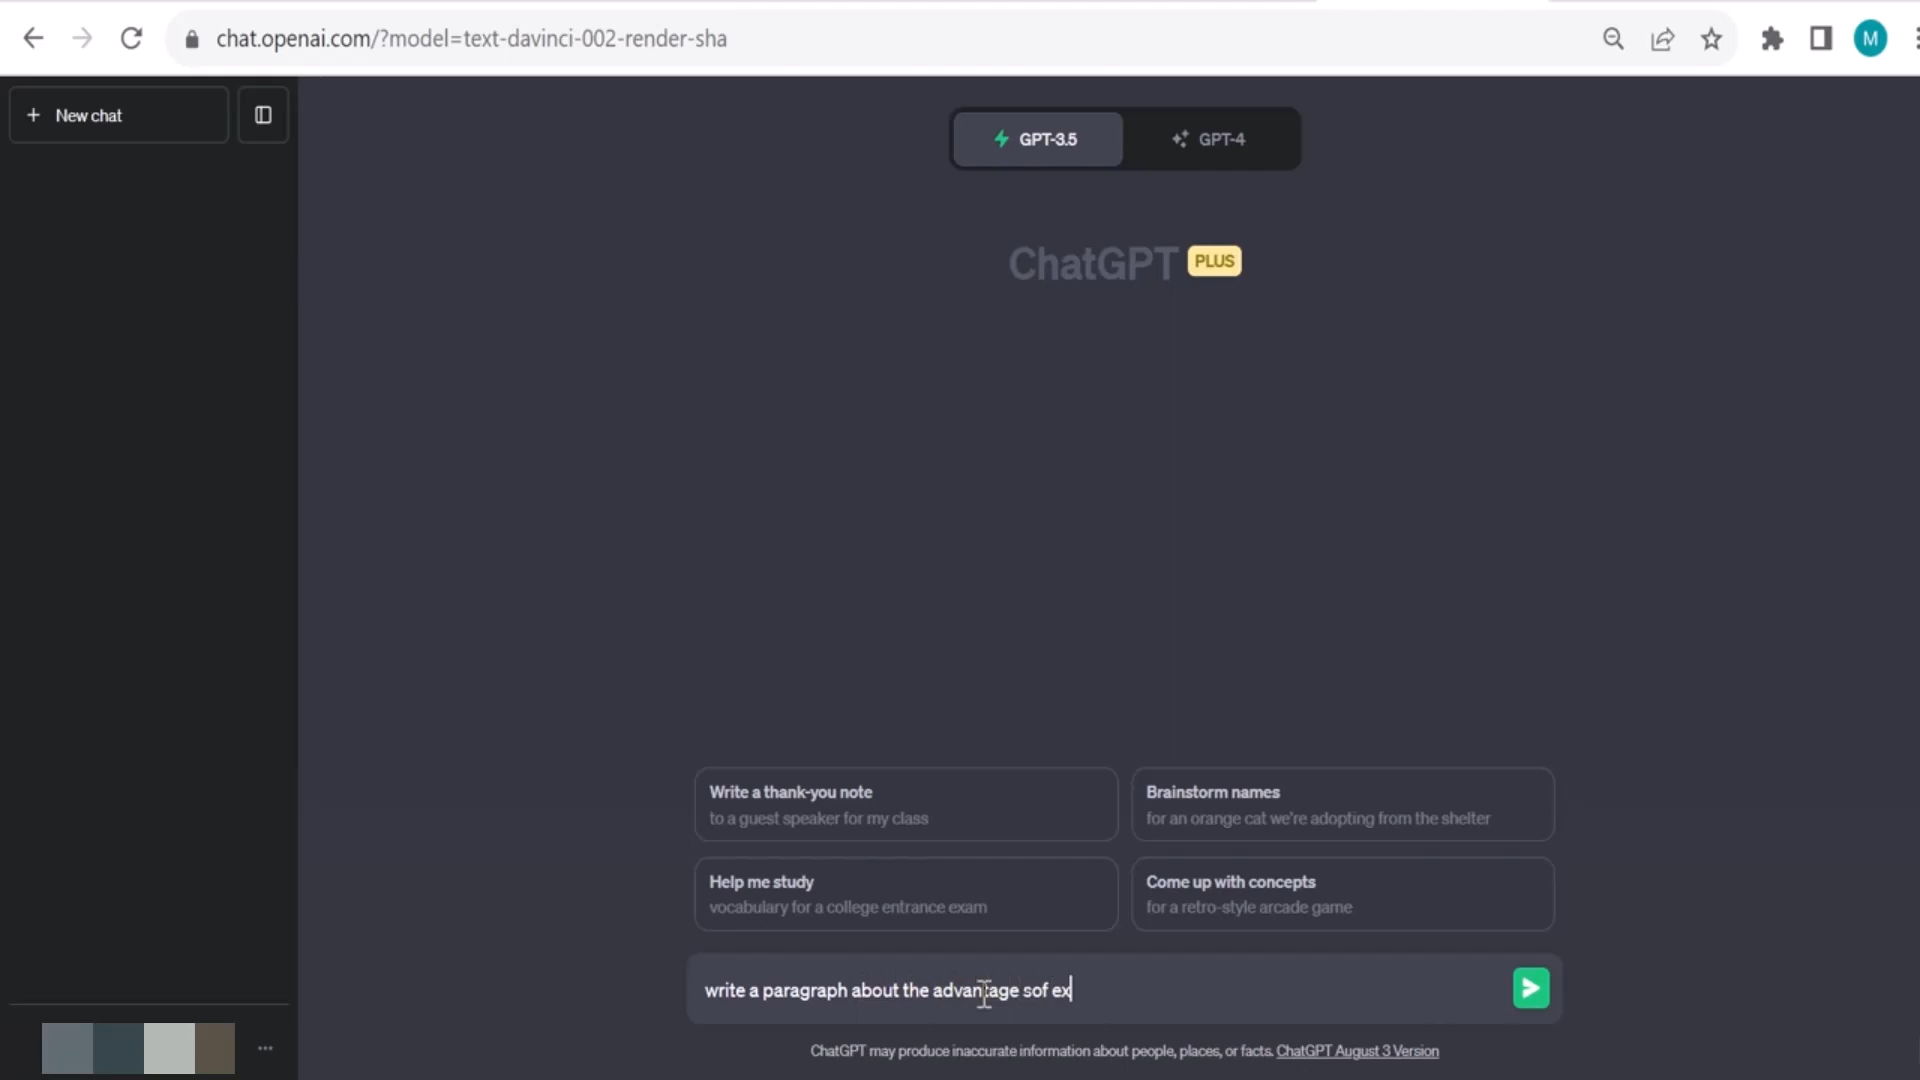 chat.openai.com/?model=text-davinci-002-render-sha
M
New chat
GPT-3.5
GPT-4
ChatGPT PLUS
Write a thank-you note
to a guest speaker for my class
Brainstorm names
for an orange cat we're adopting from the shelter
Help me study
vocabulary for a college entrance exam
Come up with concepts
for a retro-style arcade game
write a paragraph about the advantage sof ex
ChatGPT may produce inaccurate information about people, places, or facts. ChatGPT August 3 Version